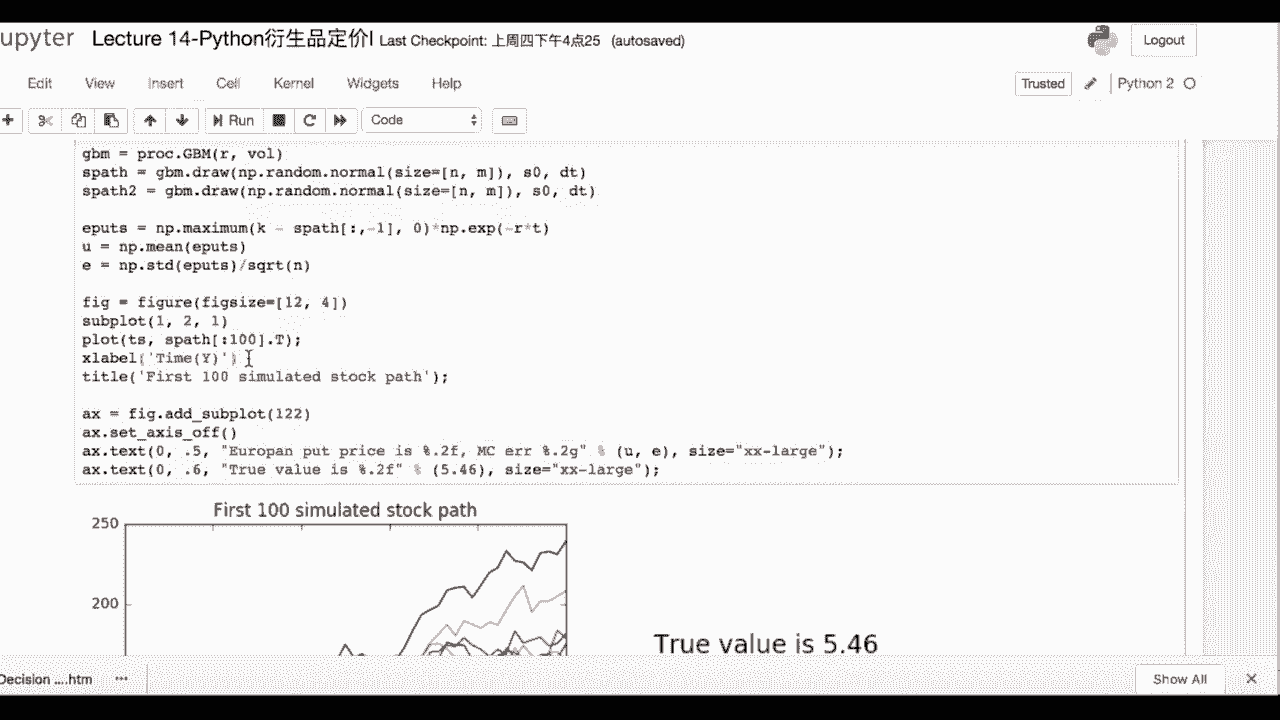 upyter Lecture 14-Python衍生品定价I Last Checkpoint: 上周四下午4点25 (autosaved) Logout
Edit View Insert Cell Kernel Widgets Help Trusted Python 2
Run Code
gbm = proc.GBM(r, vol)
spath = gbm.draw(np.random.normal(size=[n, m]), s0, dt)
spath2 = gbm.draw(np.random.normal(size=[n, m]), s0, dt)
eputs = np.maximum(k - spath[:,-1], 0)*np.exp(-r*t)
u = np.mean(eputs)
e = np.std(eputs)/sqrt(n)
fig = figure(figsize=[12, 4])
subplot(1, 2, 1)
plot(ts, spath[:100].T);
xlabel('Time(Y)')
title('First 100 simulated stock path');
ax = fig.add_subplot(122)
ax.set_axis_off()
ax.text(0, .5, "Europan put price is %.2f, MC err %.2g" % (u, e), size="xx-large");
ax.text(0, .6, "True value is %.2f" % (5.46), size="xx-large");
First 100 simulated stock path
250
200
True value is 5.46
Decision ....htm Show All